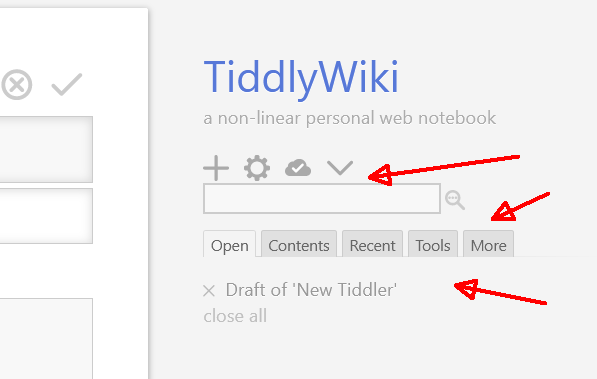 TiddlyWiki
a non-linear personal web notebook
Open Contents Recent Tools More
Draft of 'New Tiddler'
close all